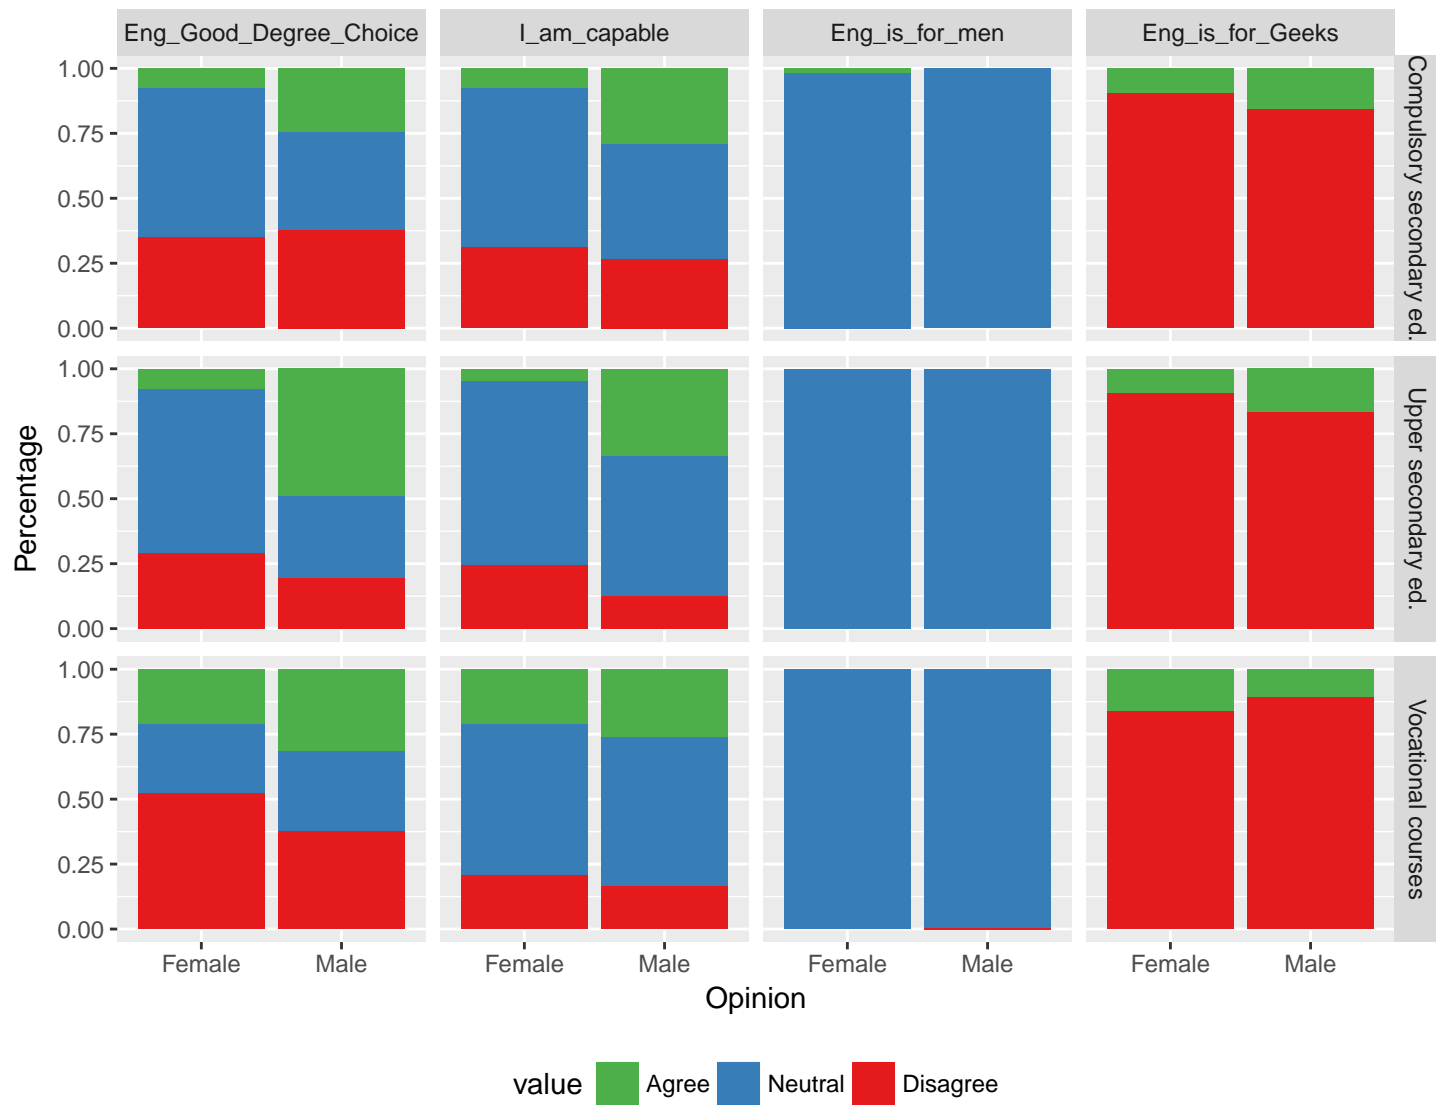 Eng_Good_Degree_Choice I_am_capable Eng_is_for_men Eng_is_for_Geeks
Compulsory secondary ed.
1.00
0.75
0.50
0.25
0.00
Upper secondary ed.
1.00
0.75
0.50
0.25
0.00
Vocational courses
1.00
0.75
0.50
0.25
0.00
Percentage
Female Male Female Male Female Male Female Male
Opinion
value Agree Neutral Disagree